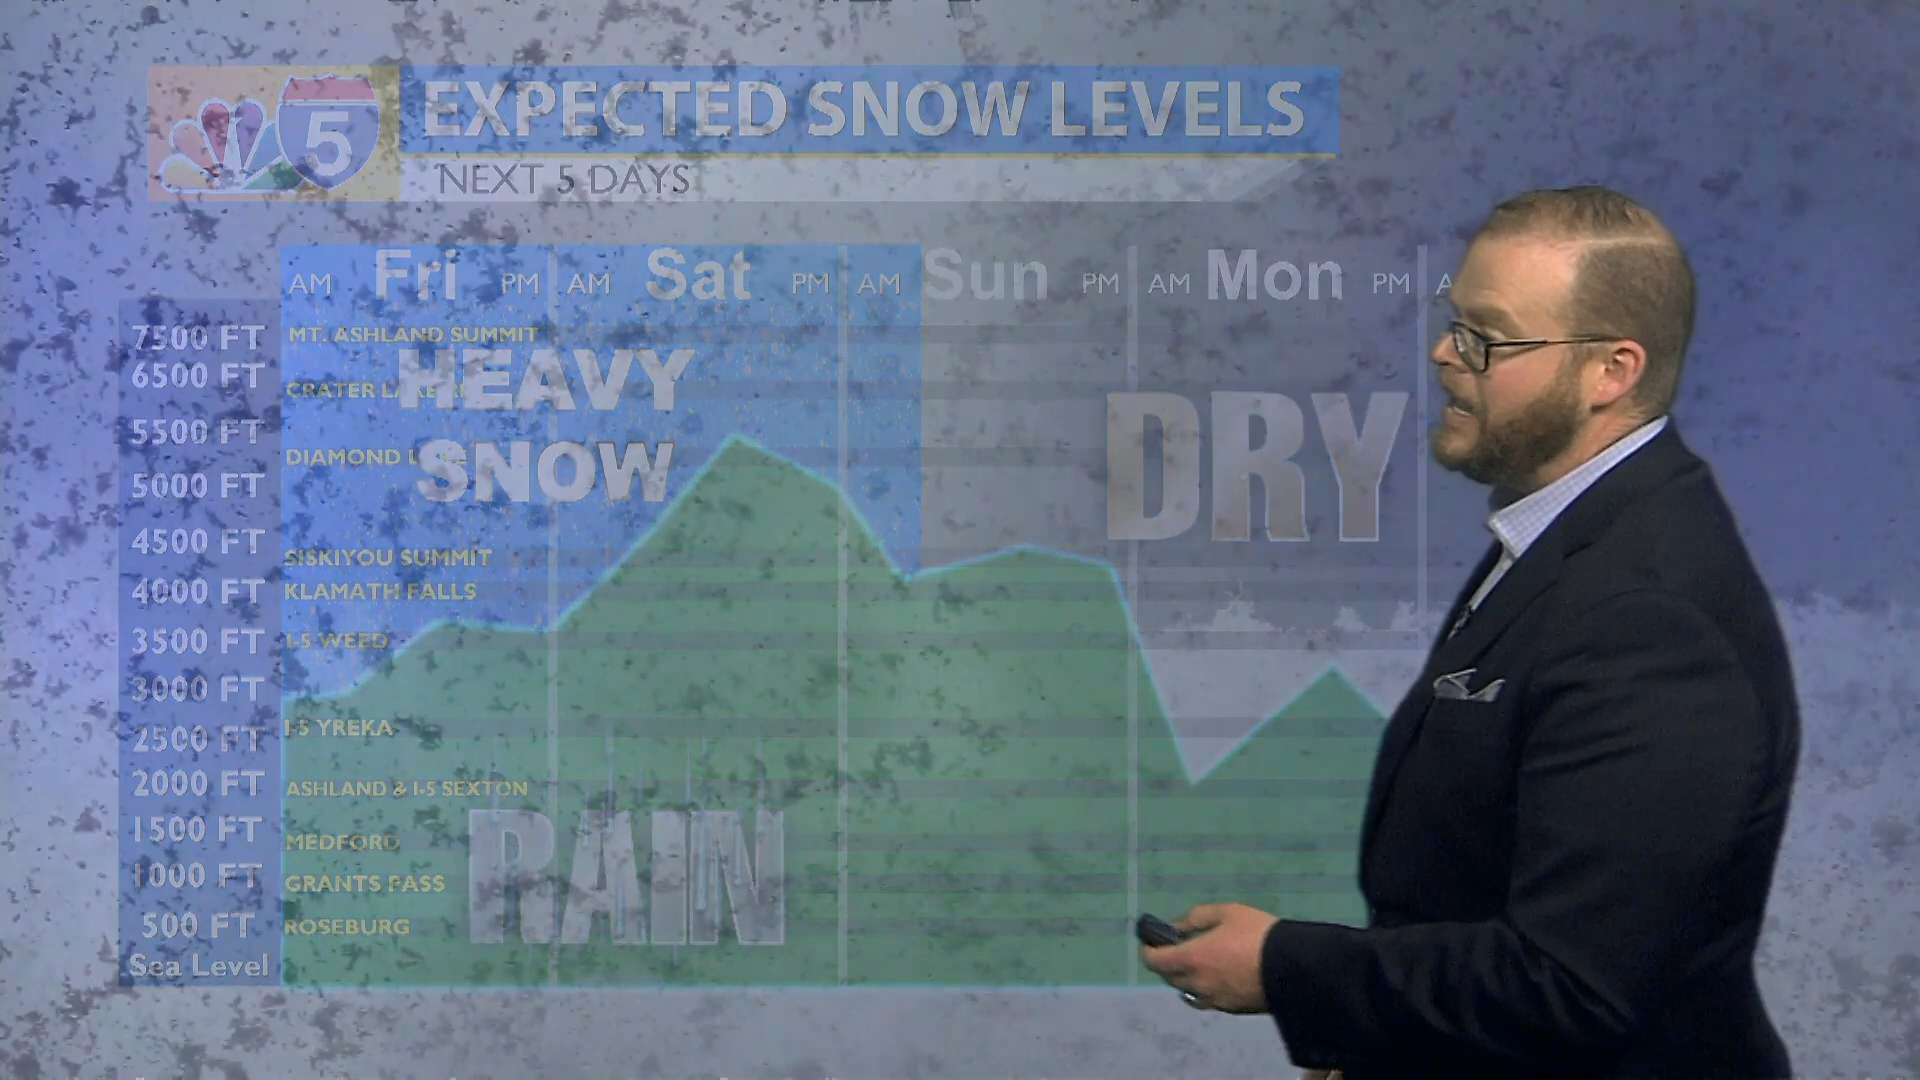 5
EXPECTED SNOW LEVELS
NEXT 5 DAYS
AM Fri PM AM Sat PM AM Sun PM AM Mon PM A
7500 FT MT. ASHLAND SUMMIT
HEAVY
6500 FT CRATER
5500 FT
DIAMOND
SNOW
5000 FT
DRY
4500 FT
SISKIYOU SUMMIT
4000 FT KLAMATH FALLS
3500 FT I-5 WEED
3000 FT
I-5 YREKA
2500 FT
2000 FT ASHLAND & I-5 SEXTON
1500 FT
MEDFORD
RAIN
1000 FT GRANTS PASS
500 FT ROSEBURG
Sea Level